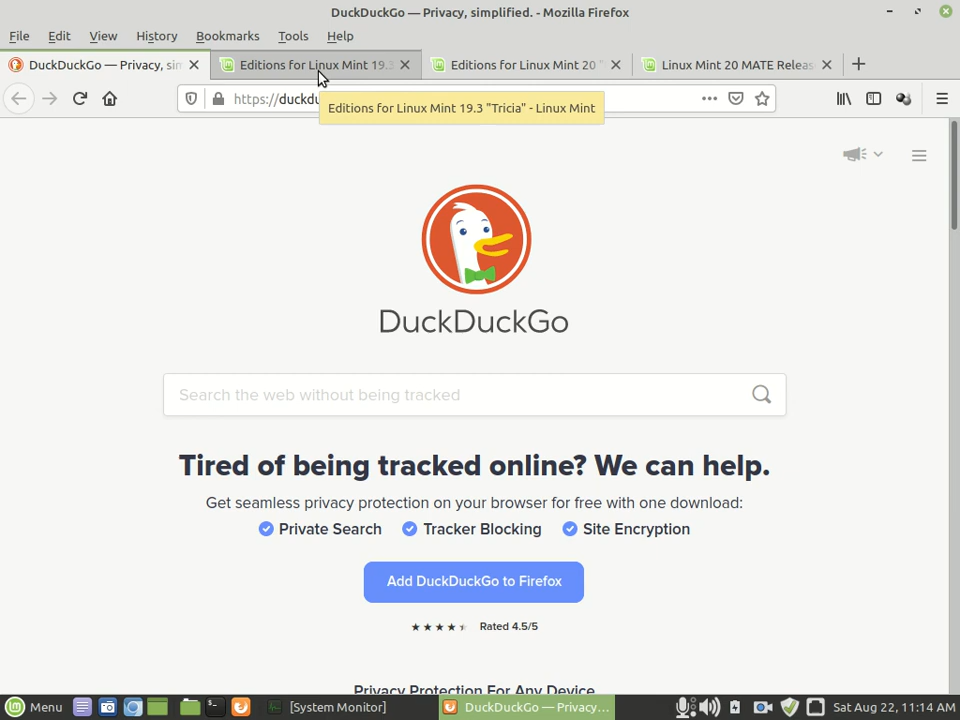 DuckDuckGo — Privacy, simplified. - Mozilla Firefox
File Edit View History Bookmarks Tools Help
DuckDuckGo — Privacy, sim Editions for Linux Mint 19.3 Editions for Linux Mint 20 " Linux Mint 20 MATE Releas
https://duckdu
Editions for Linux Mint 19.3 "Tricia" - Linux Mint
DuckDuckGo
Search the web without being tracked
Tired of being tracked online? We can help.
Get seamless privacy protection on your browser for free with one download:
Private Search Tracker Blocking Site Encryption
Add DuckDuckGo to Firefox
Rated 4.5/5
Privacy Protection For Any Device
Menu [System Monitor] DuckDuckGo — Privacy... Sat Aug 22, 11:14 AM